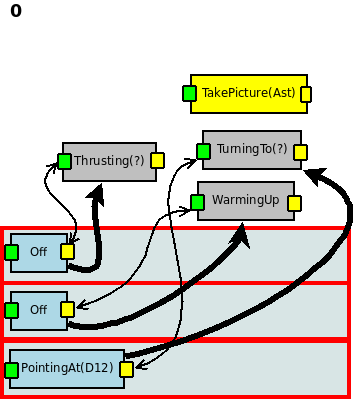 0
TakePicture(Ast)
TurningTo(?)
Thrusting(?)
WarmingUp
Off
Off
PointingAt(D12)